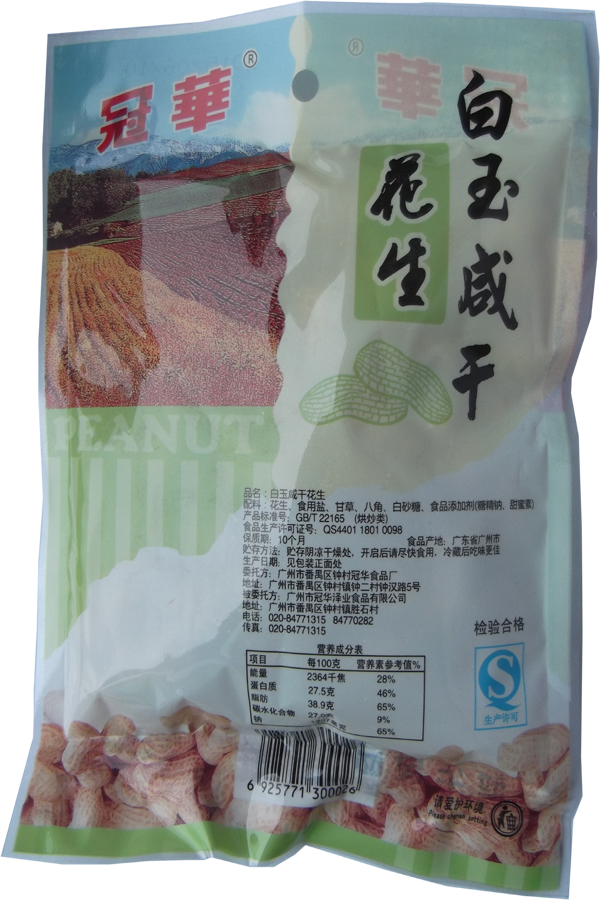 冠華®
®
冠華
白玉咸干
花生
PEANUT
品名：白玉咸干花生
配料：花生、食用盐、甘草、八角、白砂糖、食品添加剂(糖精钠、甜蜜素)
产品标准号：GB/T 22165 (烘炒类)
食品生产许可证号：QS4401 1801 0098
保质期：10个月 食品产地：广东省广州市
贮存方法：贮存阴凉干燥处，开启后请尽快食用，冷藏后吃味更佳
生产日期：见包装正面处
委托方：广州市番禺区钟村冠华食品厂
地址：广州市番禺区钟村镇钟二村钟汉路5号
被委托方：广州市冠华泽业食品有限公司
地址：广州市番禺区钟村镇胜石村
电话：020-84771315 84770282
传真：020-84771315
检验合格
QS
生产许可
营养成分表
项目 每100克 营养素参考值%
能量 2364千焦 28%
蛋白质 27.5克 46%
脂肪 38.9克 65%
碳水化合物 9%
钠 65%
6 925771 300026
请爱护环境